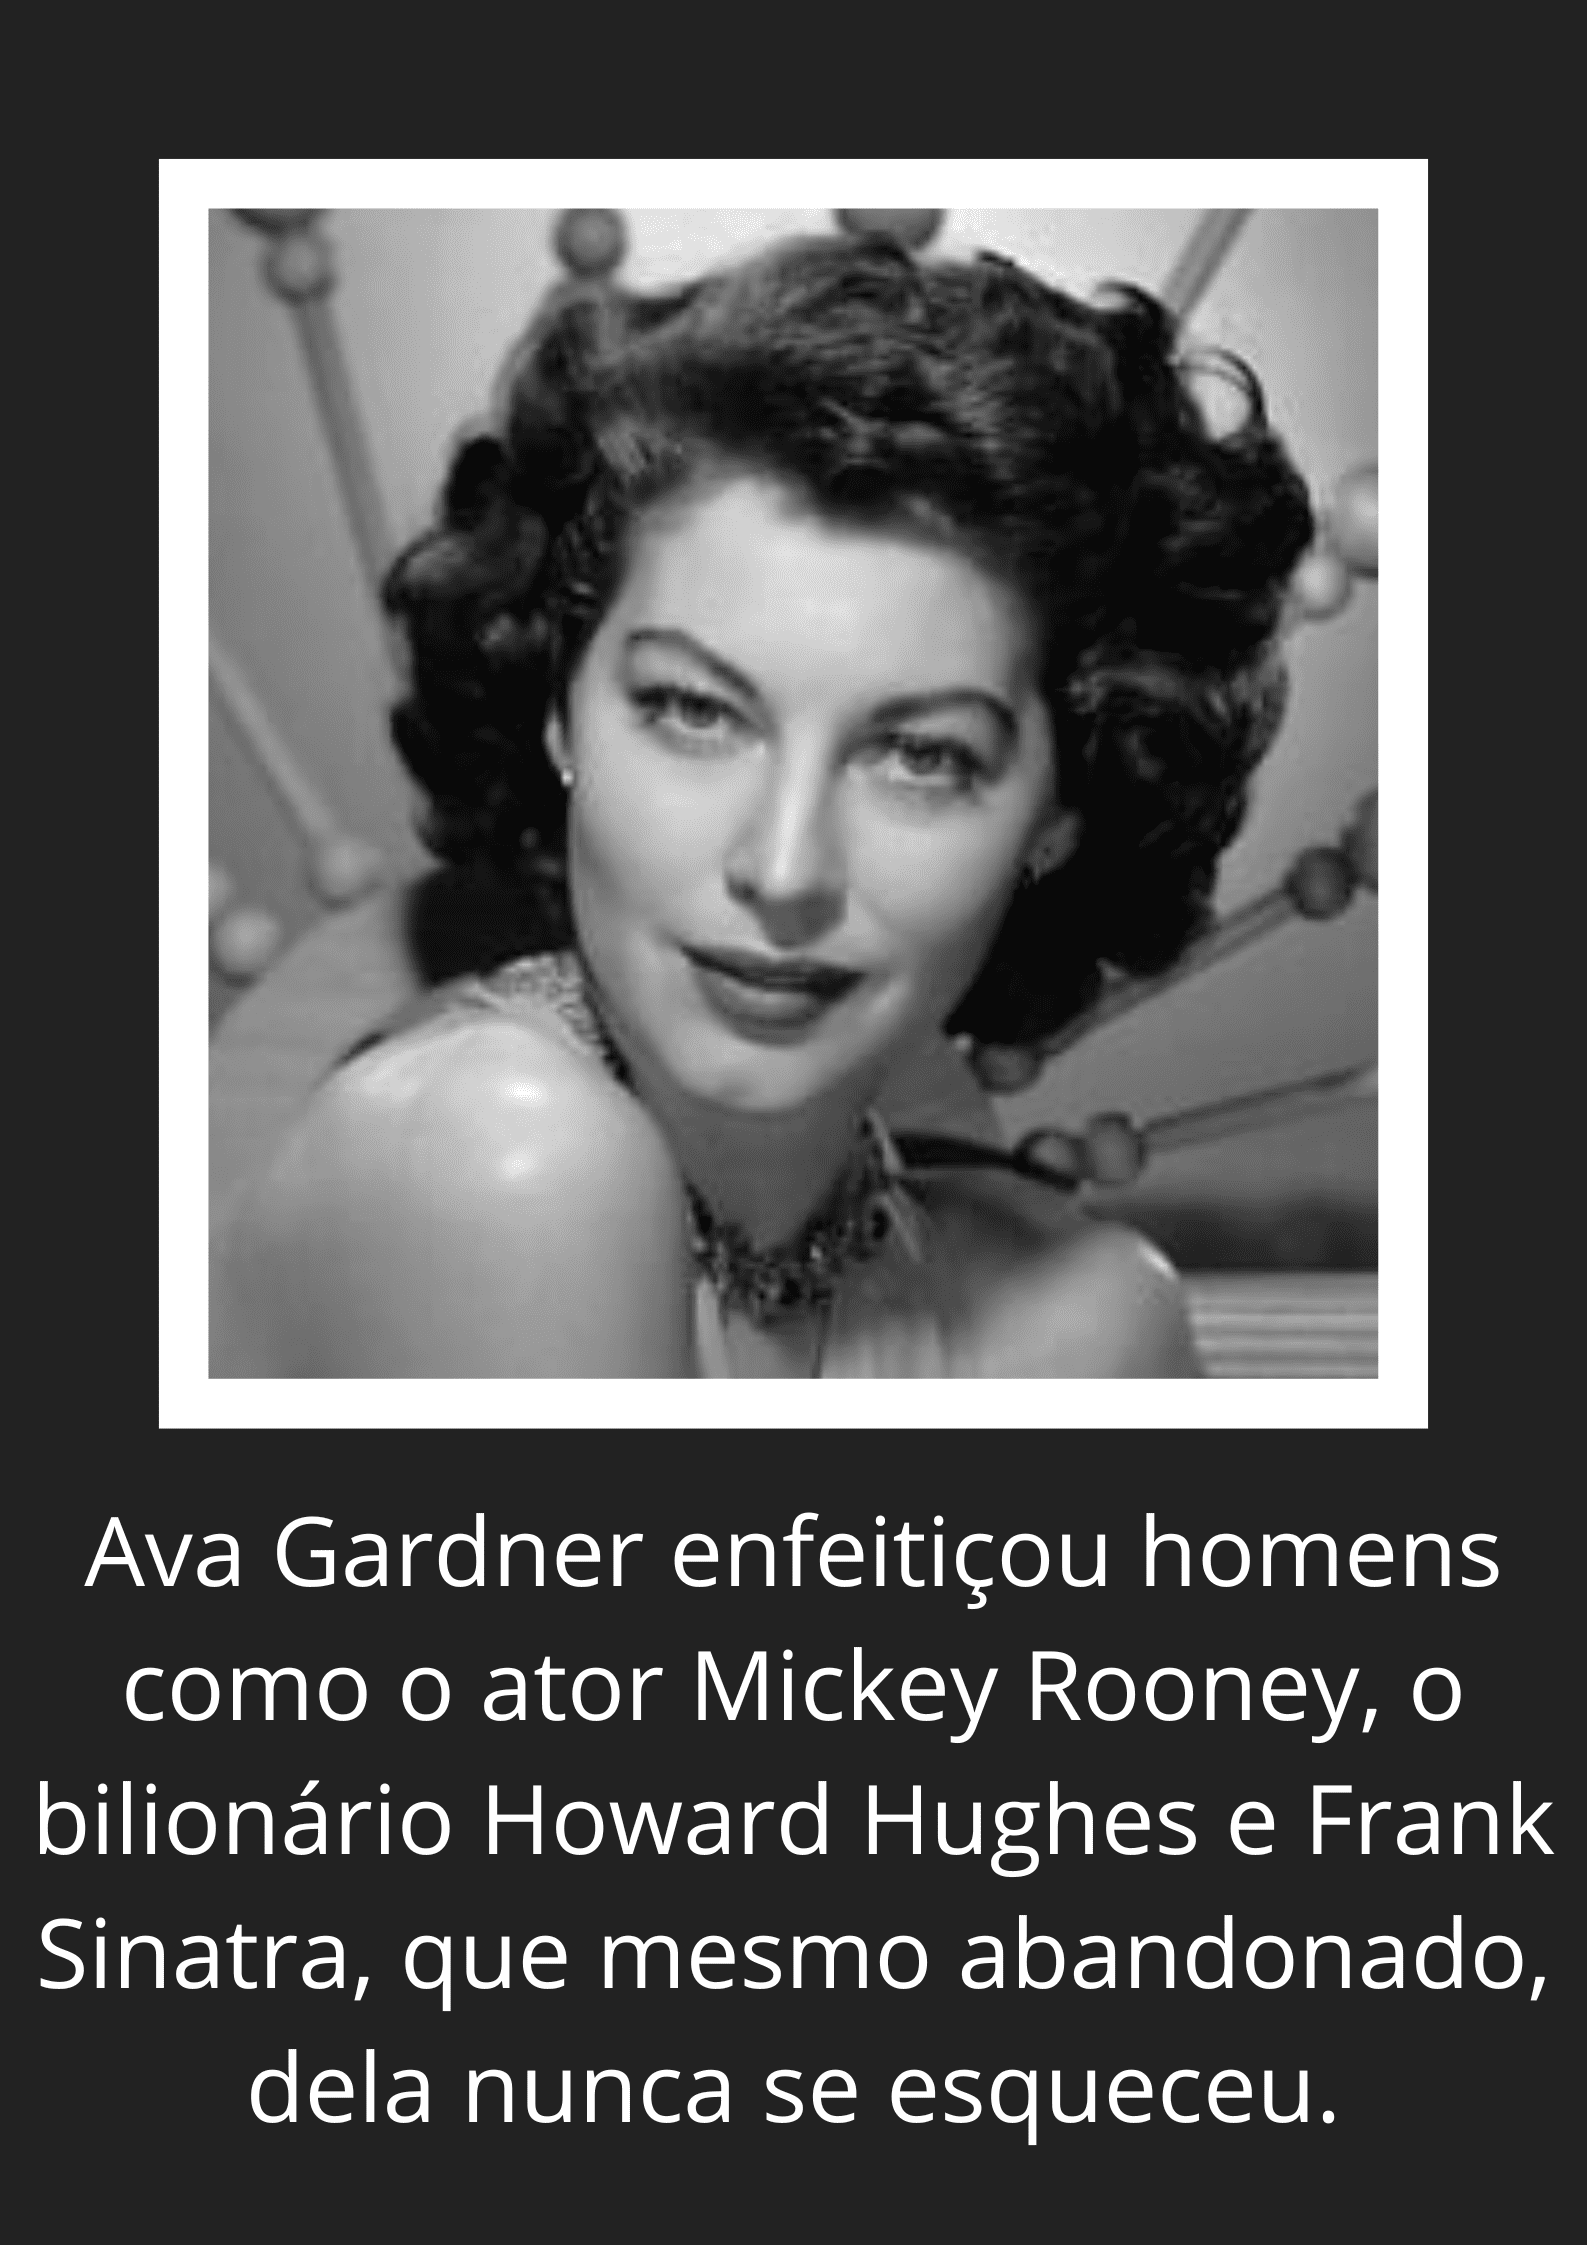 Ava Gardner enfeitiçou homens
como o ator Mickey Rooney, o
bilionário Howard Hughes e Frank
Sinatra, que mesmo abandonado,
dela nunca se esqueceu.